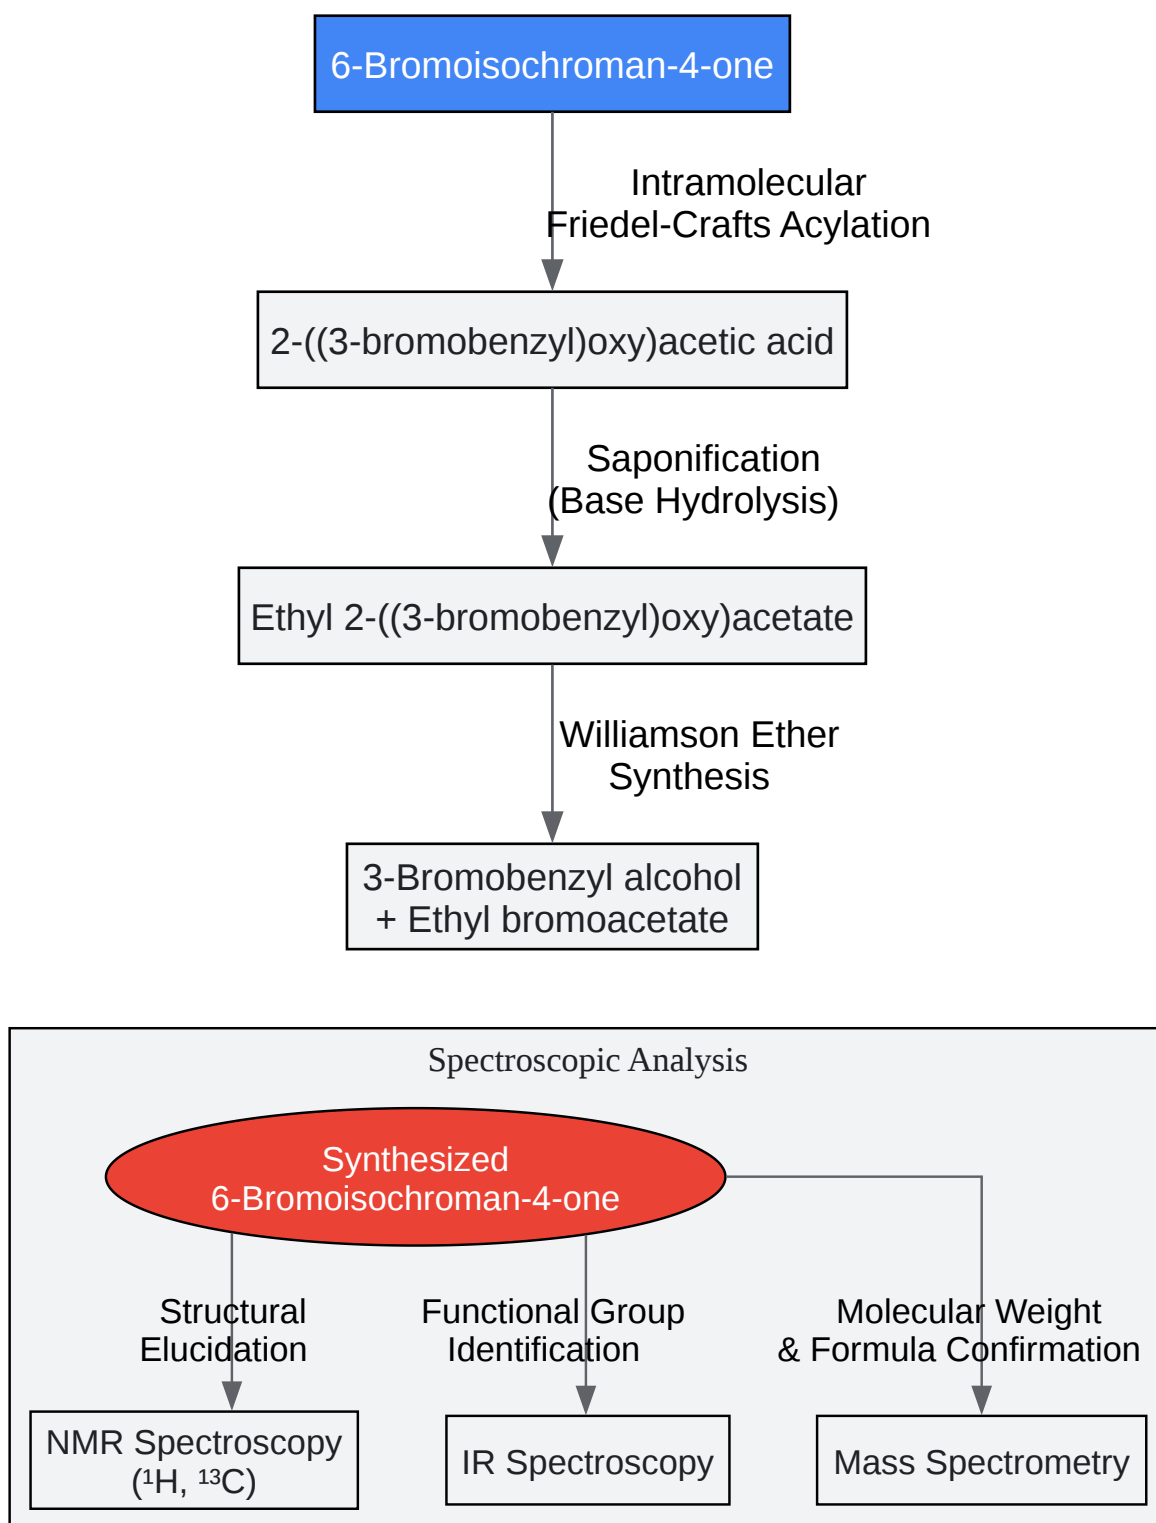 6-Bromoisochroman-4-one
Intramolecular
Friedel-Crafts Acylation
2-((3-bromobenzyl)oxy)acetic acid
Saponification
(Base Hydrolysis)
Ethyl 2-((3-bromobenzyl)oxy)acetate
Williamson Ether
Synthesis
3-Bromobenzyl alcohol
+ Ethyl bromoacetate
Spectroscopic Analysis
Synthesized
6-Bromoisochroman-4-one
Structural
Elucidation
Functional Group
Identification
Molecular Weight
& Formula Confirmation
NMR Spectroscopy
(¹H, ¹³C)
IR Spectroscopy
Mass Spectrometry